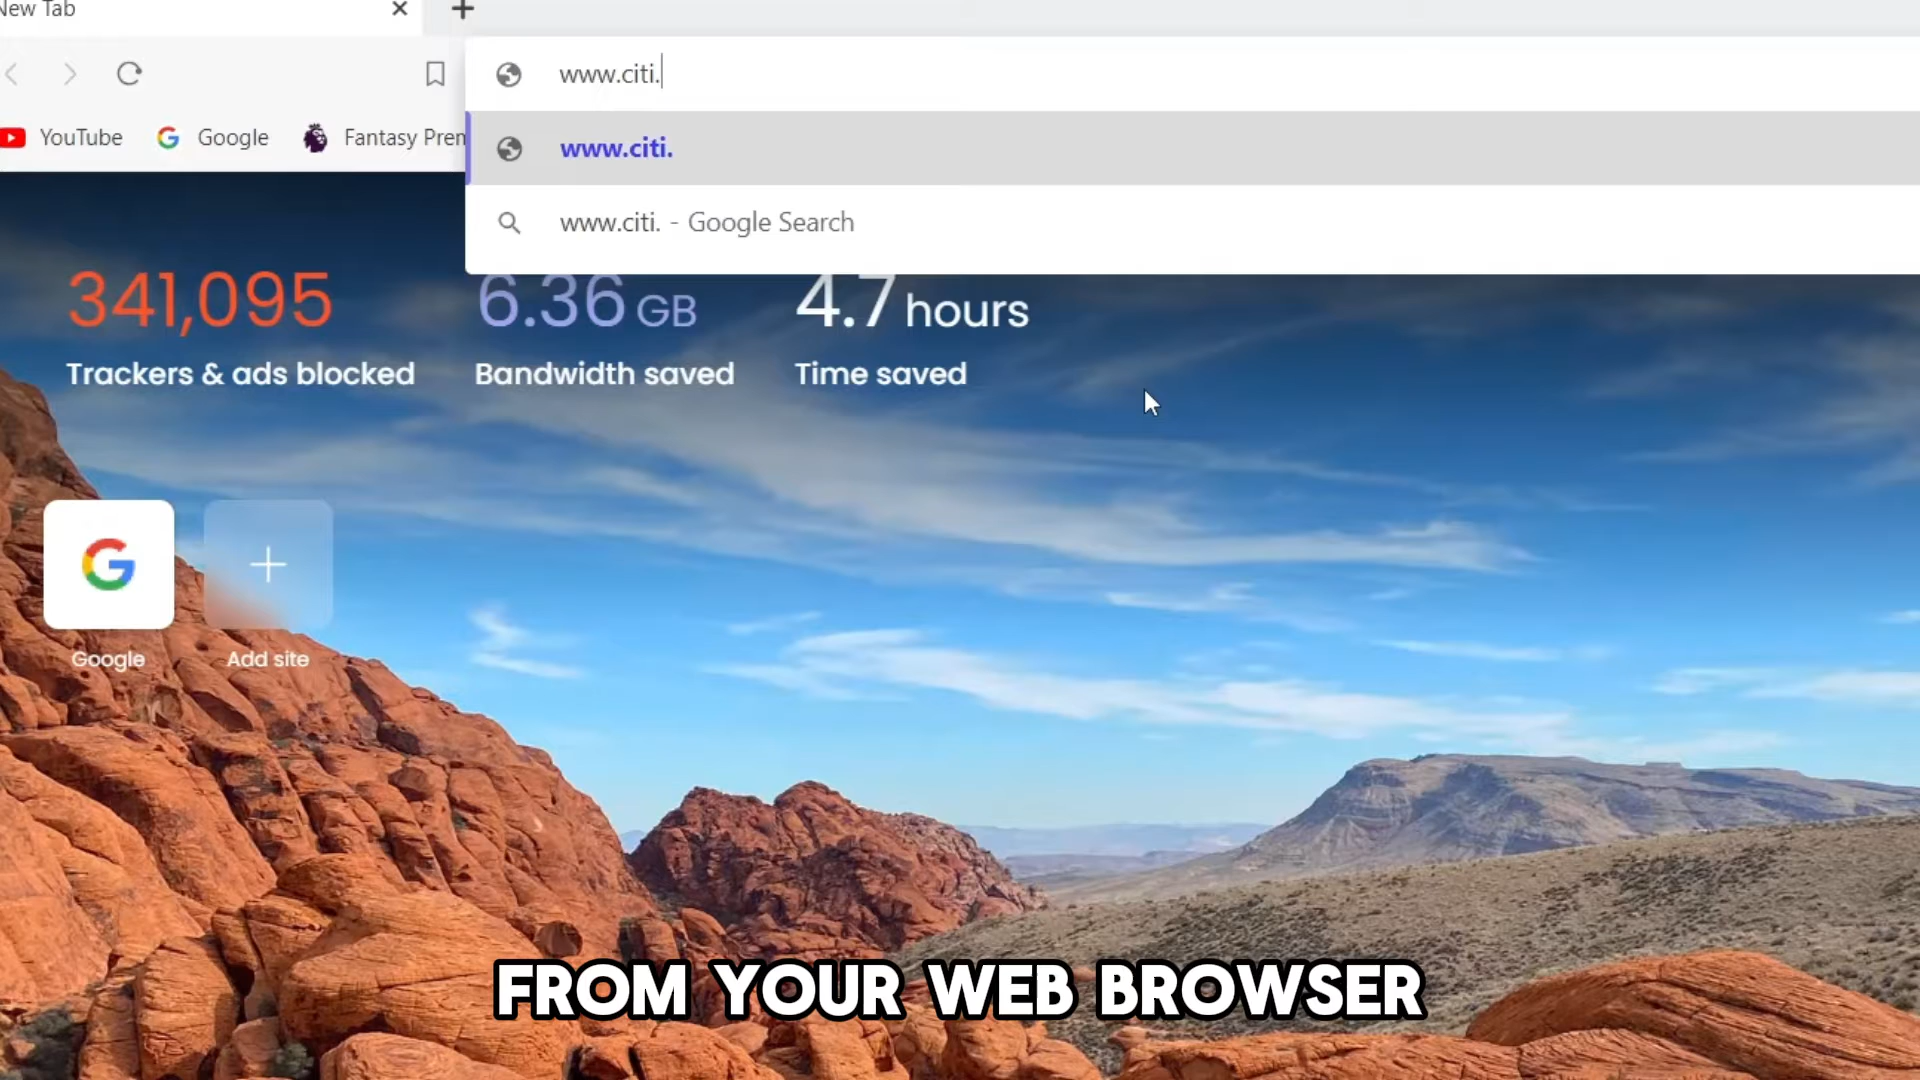 New Tab
www.citi.
YouTube
Google
Fantasy Prem
www.citi.
www.citi. - Google Search
341,095
Trackers & ads blocked
6.36 GB
Bandwidth saved
4.7 hours
Time saved
Google
Add site
FROM YOUR WEB BROWSER